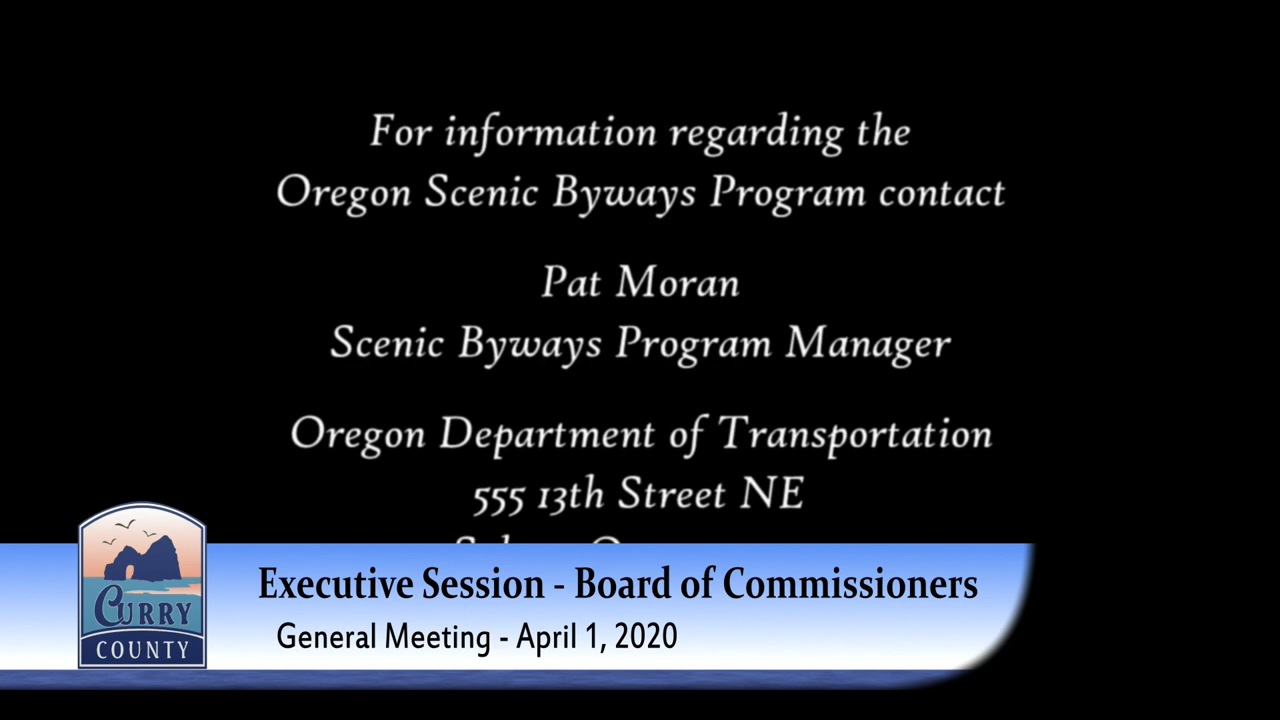 For information regarding the
Oregon Scenic Byways Program contact
Pat Moran
Scenic Byways Program Manager
Oregon Department of Transportation
555 13th Street NE
Executive Session - Board of Commissioners
General Meeting - April 1, 2020
CURRY
COUNTY